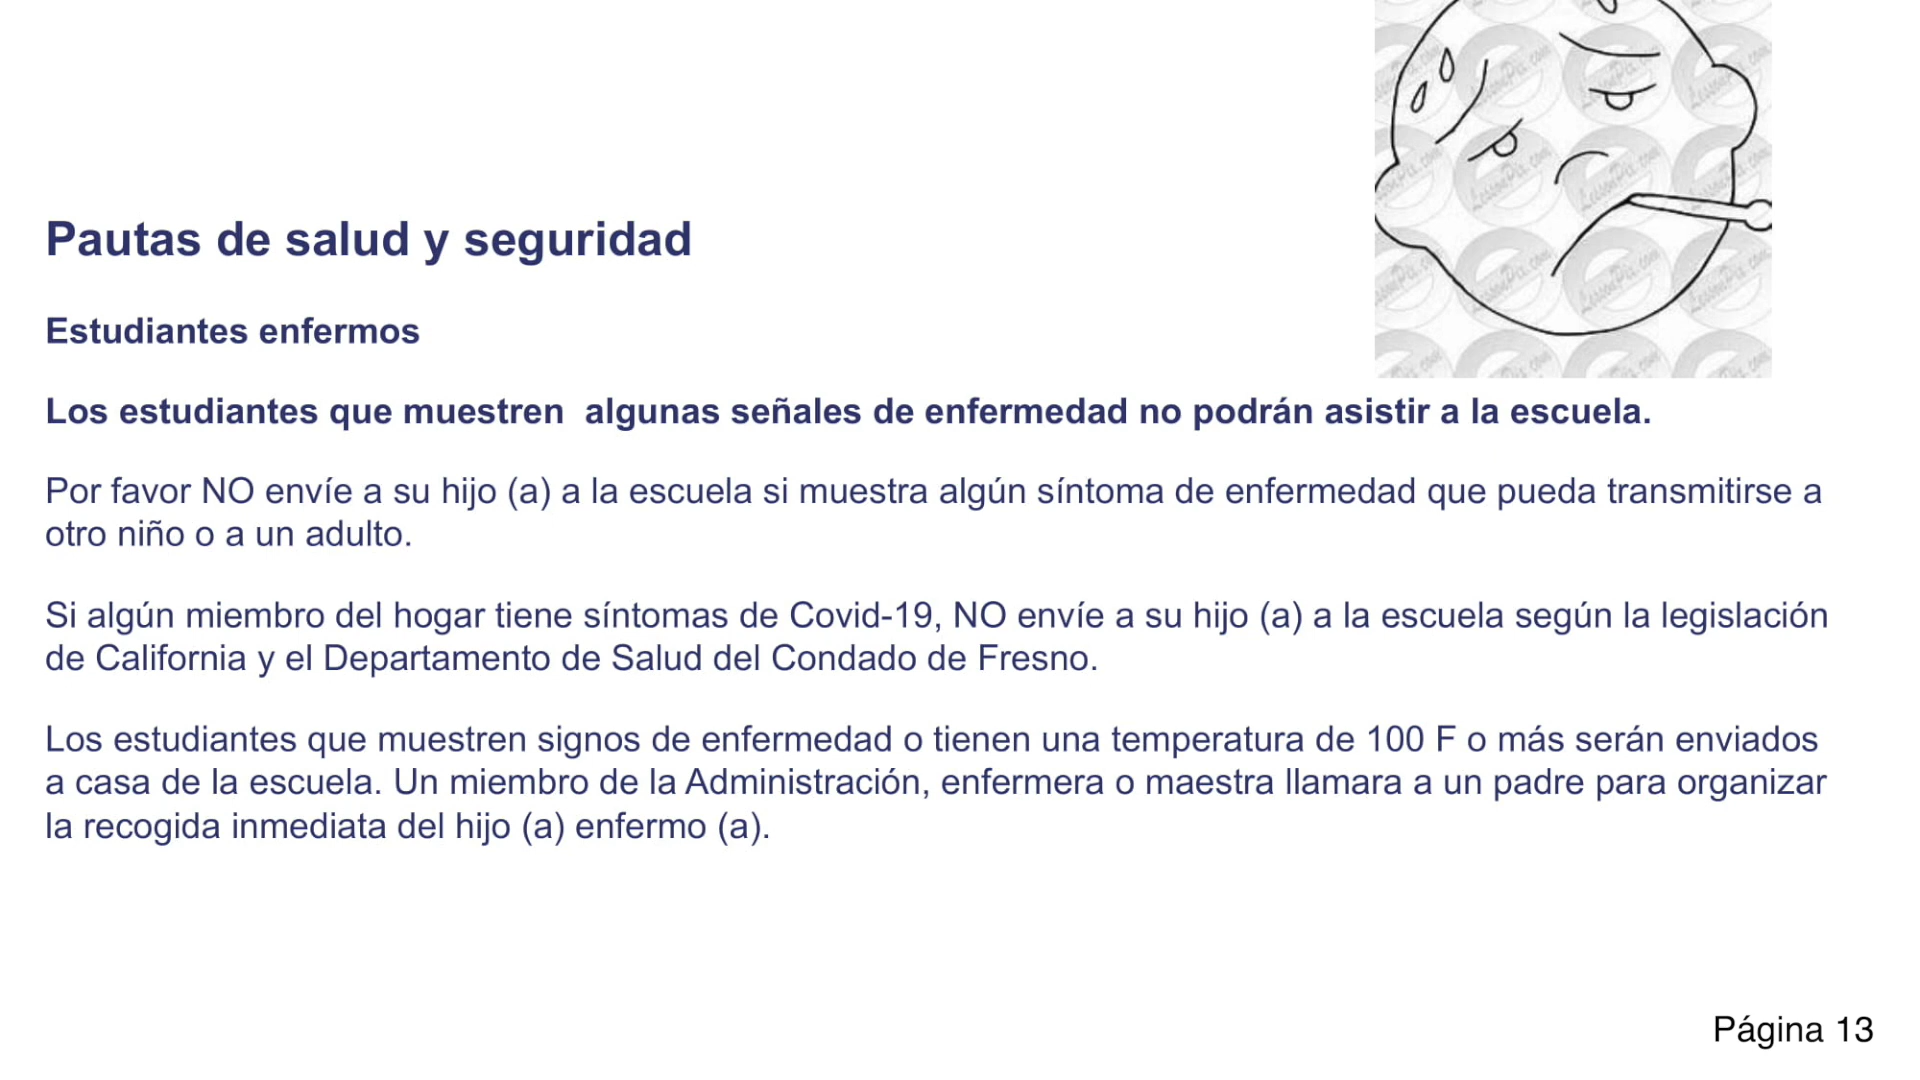 Pautas de salud y seguridad
Estudiantes enfermos
Los estudiantes que muestren  algunas señales de enfermedad no podrán asistir a la escuela.
Por favor NO envíe a su hijo (a) a la escuela si muestra algún síntoma de enfermedad que pueda transmitirse a
otro niño o a un adulto.
Si algún miembro del hogar tiene síntomas de Covid-19, NO envíe a su hijo (a) a la escuela según la legislación
de California y el Departamento de Salud del Condado de Fresno.
Los estudiantes que muestren signos de enfermedad o tienen una temperatura de 100 F o más serán enviados
a casa de la escuela. Un miembro de la Administración, enfermera o maestra llamara a un padre para organizar
la recogida inmediata del hijo (a) enfermo (a).
Página 13